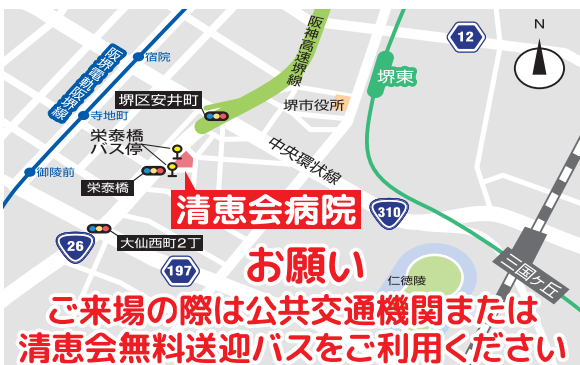 N
12
阪神高速堺線
宿院
阪堺電軌阪堺線
堺東
堺区安井町
堺市役所
寺地町
栄泰橋
バス停
中央環状線
御陵前
栄泰橋
清恵会病院
310
大仙西町2丁
26
197
お願い
仁徳陵
三国ヶ丘
ご来場の際は公共交通機関または
清恵会無料送迎バスをご利用ください